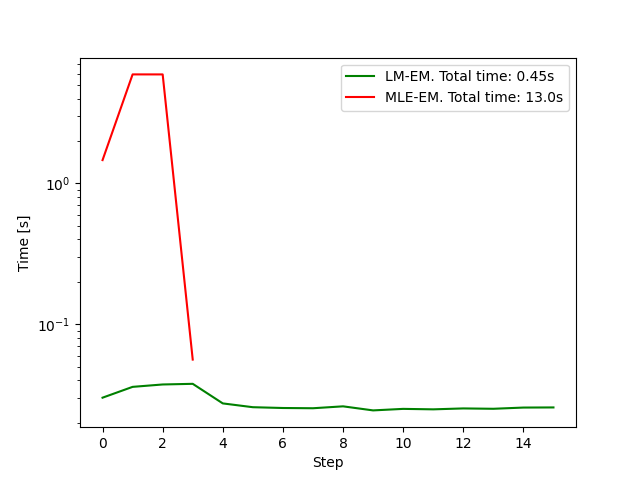 LM-EM. Total time: 0.45s
MLE-EM. Total time: 13.0s
Time [s]
10⁰
10⁻¹
0 2 4 6 8 10 12 14
Step